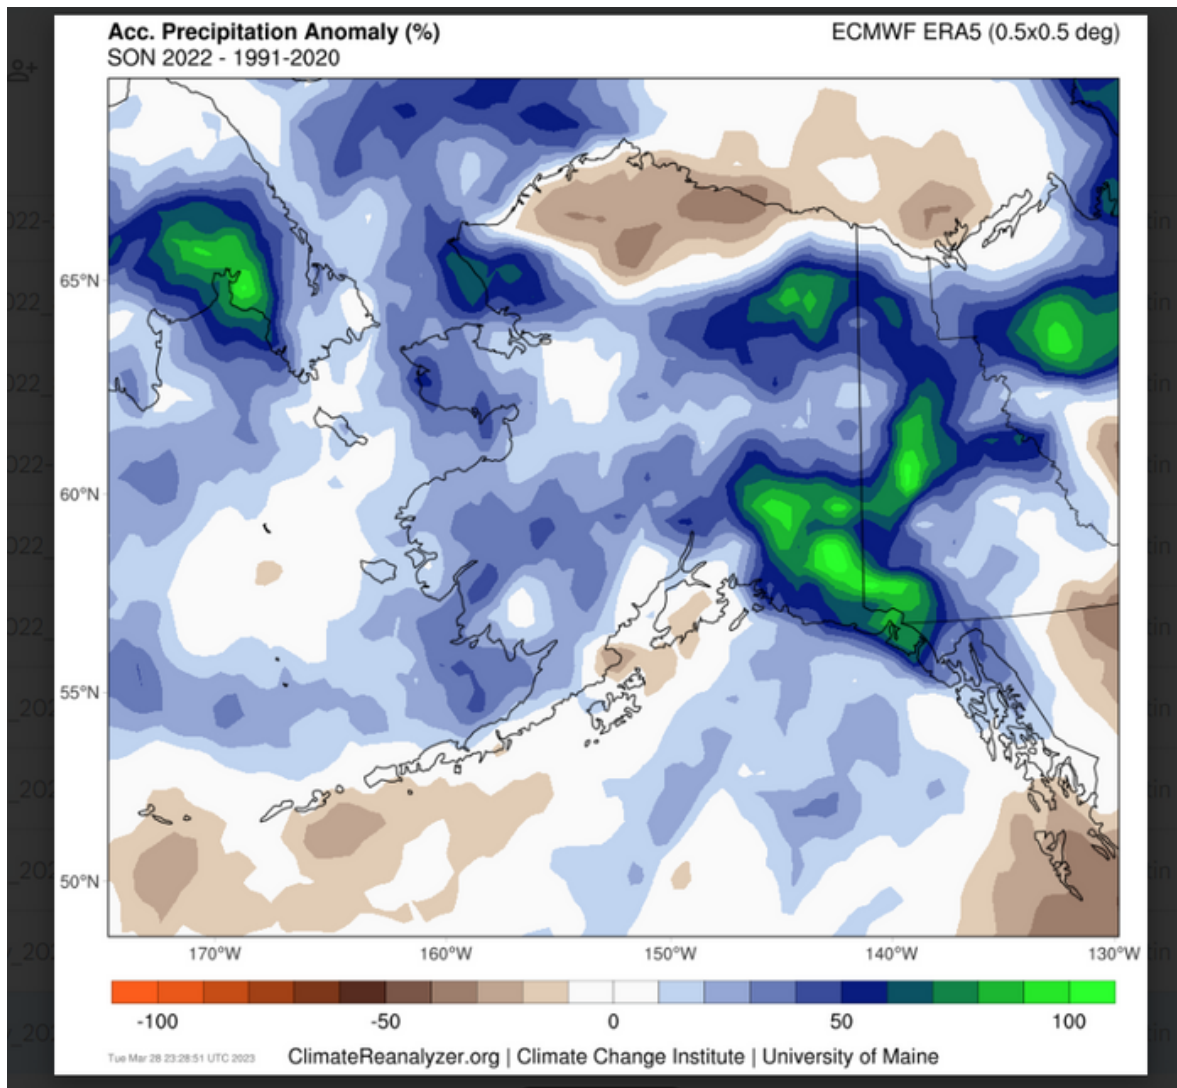 Acc. Precipitation Anomaly (%)
ECMWF ERA5 (0.5x0.5 deg)
SON 2022 - 1991-2020
65°N
60°N
55°N
50°N
170°W
160°W
150°W
140°W
130°W
-100
-50
0
50
100
Tue Mar 28 23:28:51 UTC 2023
ClimateReanalyzer.org | Climate Change Institute | University of Maine